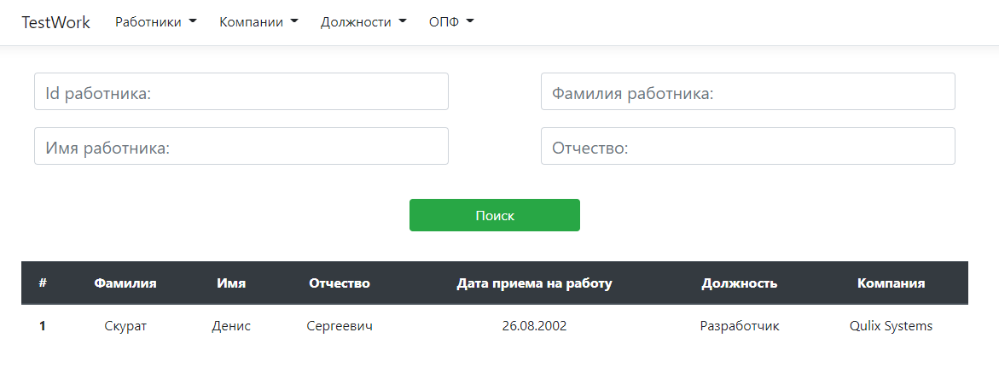 TestWork Работники Компании Должности ОПФ
Id работника: Фамилия работника:
Имя работника: Отчество:
Поиск
# Фамилия Имя Отчество Дата приема на работу Должность Компания
1 Скурат Денис Сергеевич 26.08.2002 Разработчик Qulix Systems